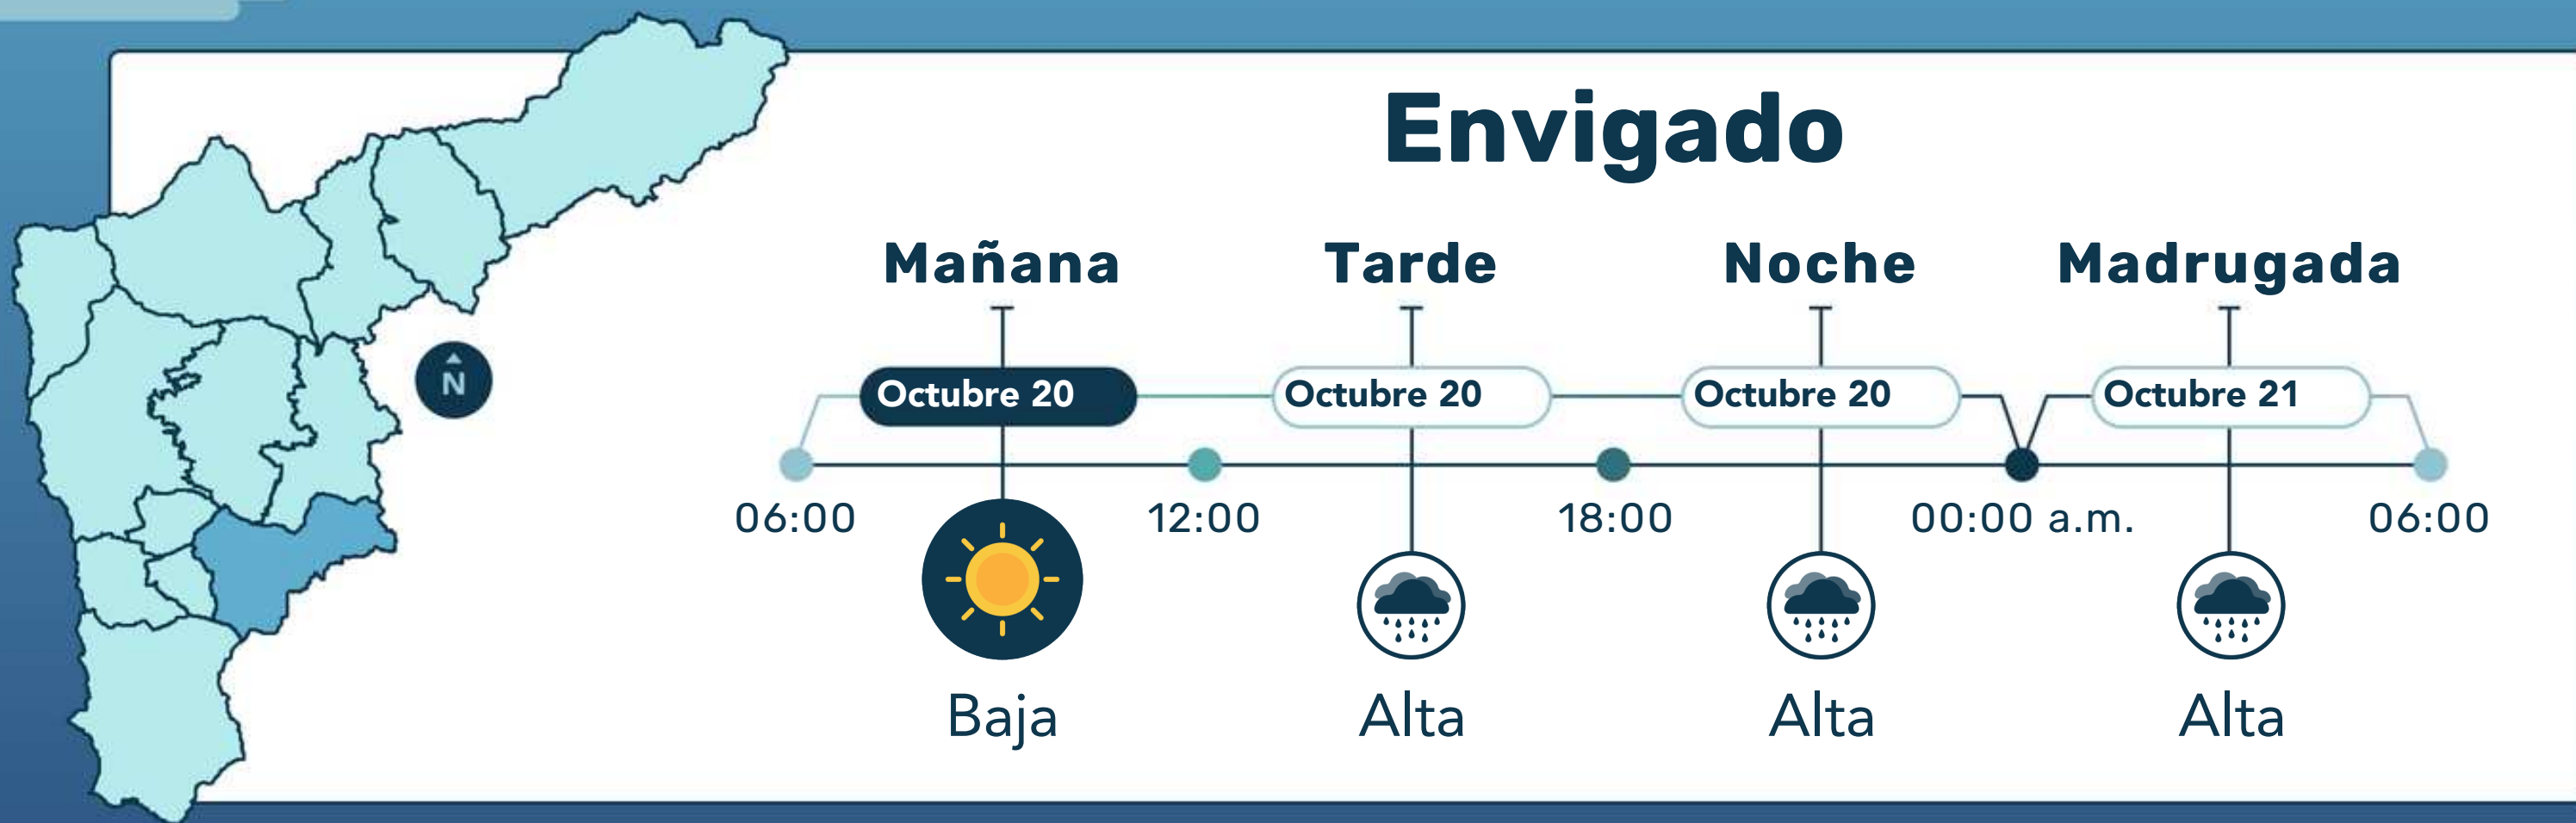 Envigado
Mañana Tarde Noche Madrugada
N
Octubre 20 Octubre 20 Octubre 20 Octubre 21
06:00 12:00 18:00 00:00 a.m. 06:00
Baja Alta Alta Alta